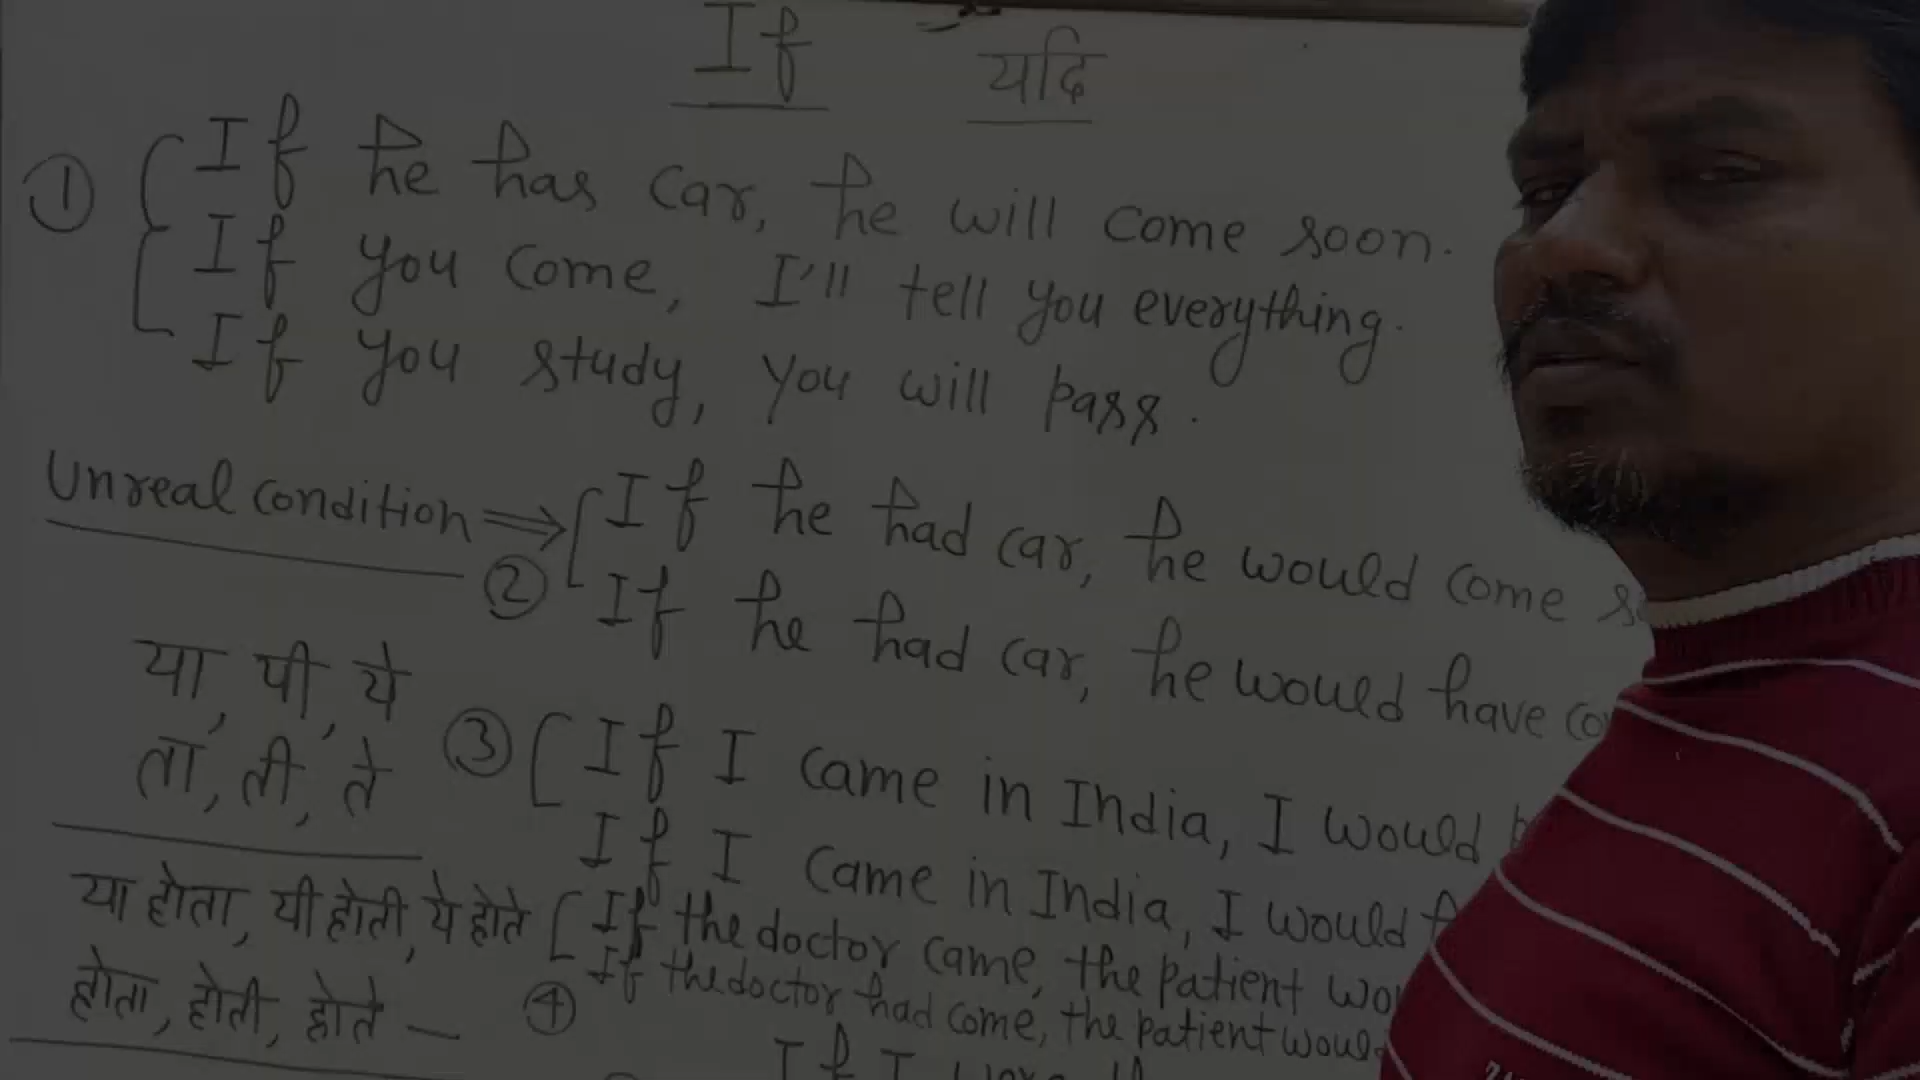 If यदि
① If he has car, he will come soon.
If you come, I'll tell you everything.
If you study, you will pass.
Unreal condition ⇒ ② If he had car, he would come
If he had car, he would have
या, यी, ये
ता, ती, ते
③ If I came in India, I would
If I came in India, I would
या होता, यी होती, ये होते
If the doctor came, the patient
होता, होती, होते —
④ If the doctor had come, the patient would
If I were